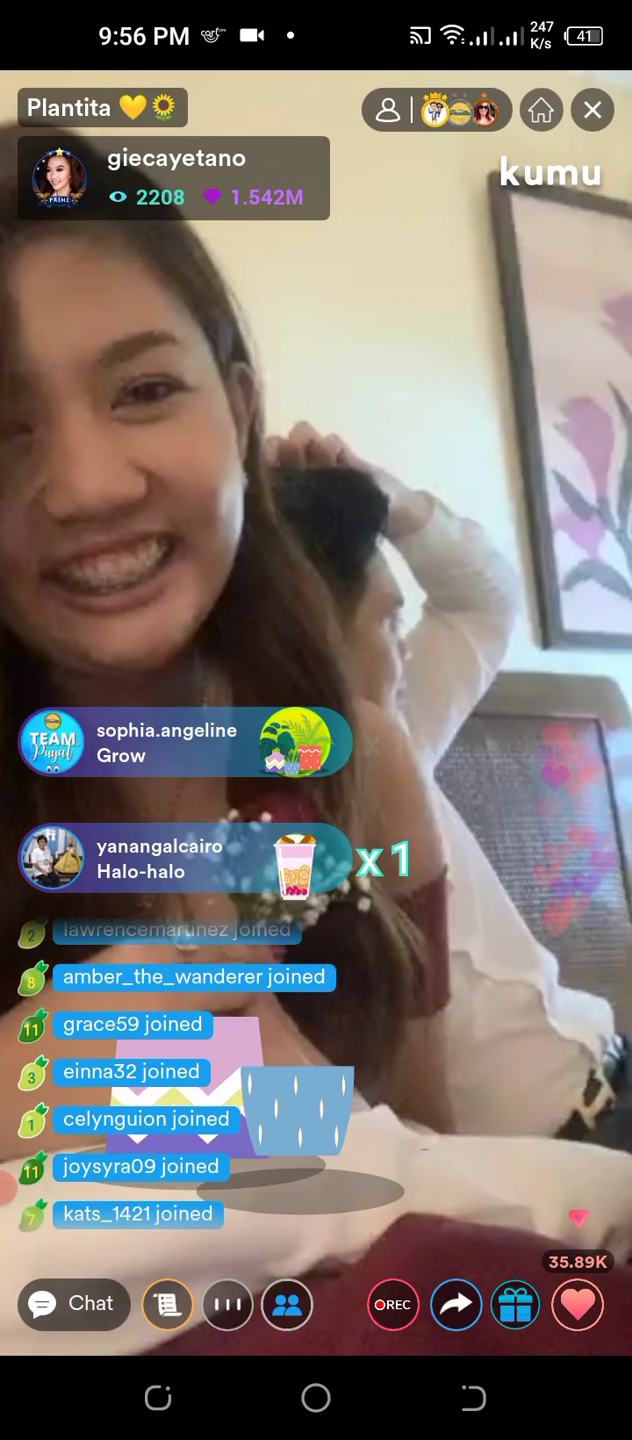 9:56 PM
247
K/s
41
Plantita 💛🌻
giecayetano
PRIME
2208
1.542M
kumu
TEAM
Pugal
sophia.angeline
Grow
yanangalcairo
Halo-halo
x1
2 lawrencemartinez joined
8 amber_the_wanderer joined
11 grace59 joined
3 einna32 joined
1 celynguion joined
11 joysyra09 joined
7 kats_1421 joined
35.89K
Chat
REC